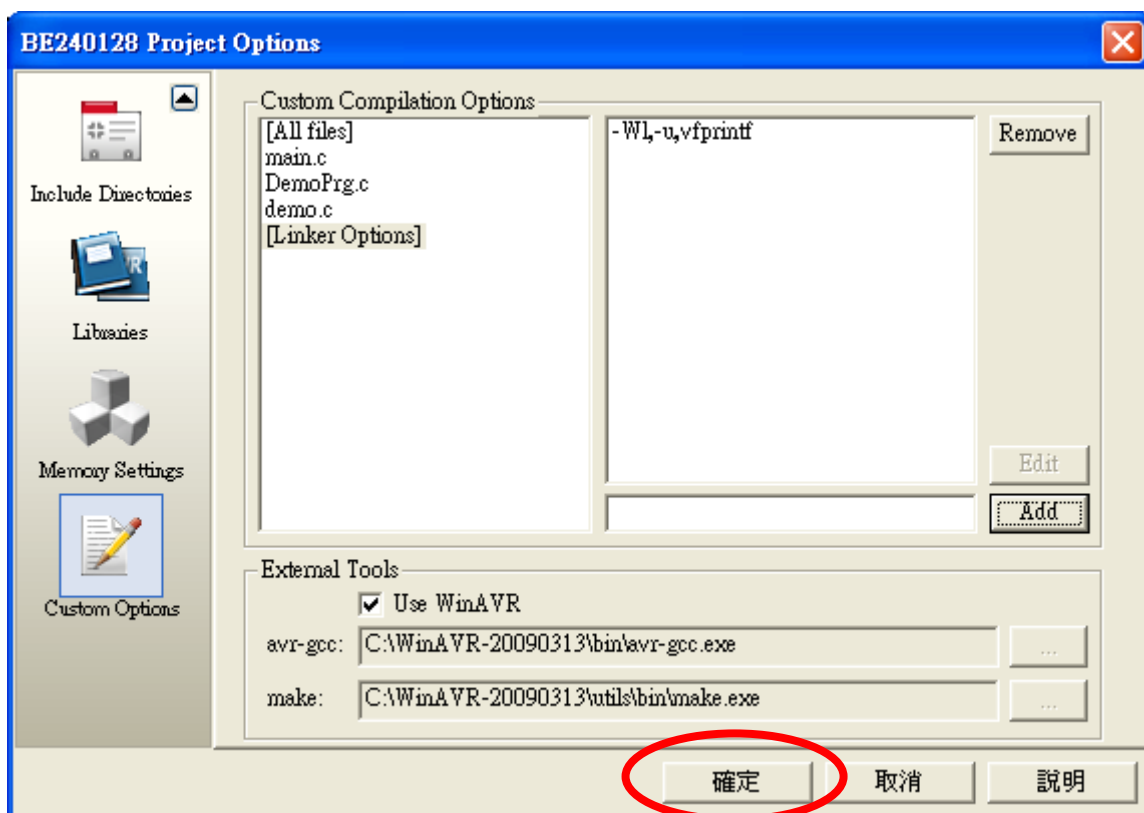 BE240128 Project Options
Include Directories
Libraries
Memory Settings
Custom Options
Custom Compilation Options
[All files]
main.c
DemoPrg.c
demo.c
[Linker Options]
-Wl,-u,vfprintf
Remove
Edit
Add
External Tools
Use WinAVR
avr-gcc: C:\WinAVR-20090313\bin\avr-gcc.exe ...
make: C:\WinAVR-20090313\utils\bin\make.exe ...
確定 取消 說明